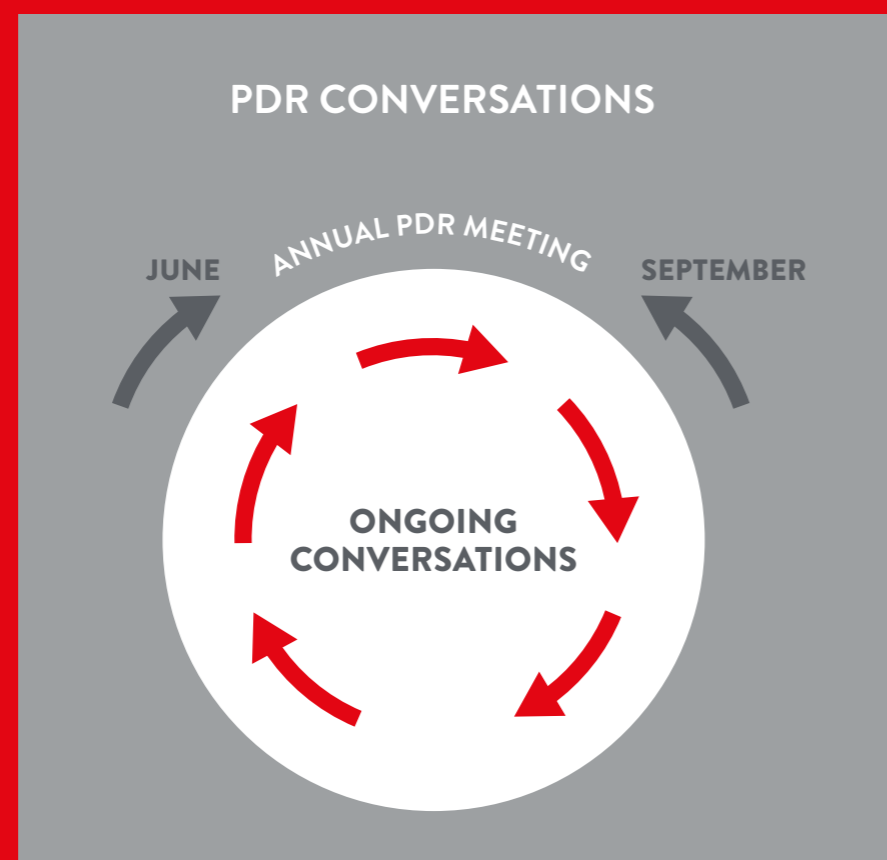 PDR CONVERSATIONS
ANNUAL PDR MEETING
JUNE
SEPTEMBER
ONGOING
CONVERSATIONS